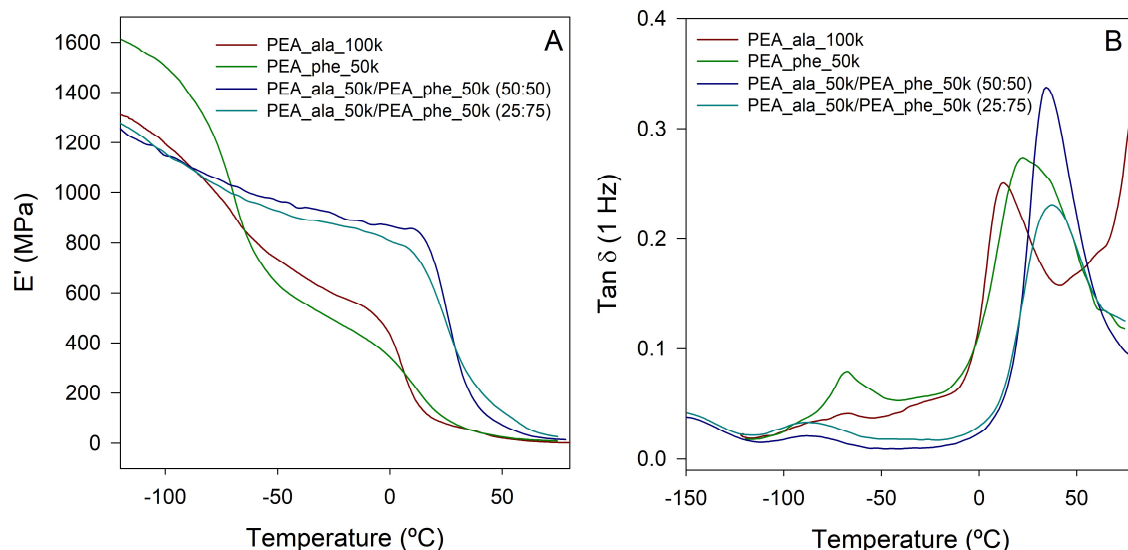 A
PEA_ala_100k
PEA_phe_50k
PEA_ala_50k/PEA_phe_50k (50:50)
PEA_ala_50k/PEA_phe_50k (25:75)
E' (MPa)
1600
1400
1200
1000
800
600
400
200
0
-100
-50
0
50
Temperature (ºC)
B
PEA_ala_100k
PEA_phe_50k
PEA_ala_50k/PEA_phe_50k (50:50)
PEA_ala_50k/PEA_phe_50k (25:75)
Tan δ (1 Hz)
0.4
0.3
0.2
0.1
0.0
-150
-100
-50
0
50
Temperature (ºC)